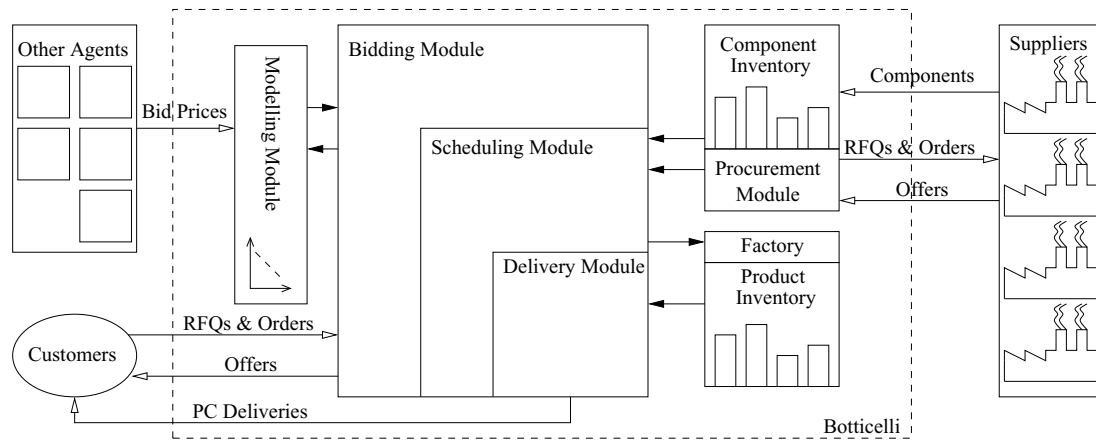 Other Agents
Bid Prices
Modelling Module
Bidding Module
Scheduling Module
Delivery Module
Component
Inventory
Procurement
Module
Factory
Product
Inventory
Suppliers
Components
RFQs & Orders
Offers
Customers
RFQs & Orders
Offers
PC Deliveries
Botticelli